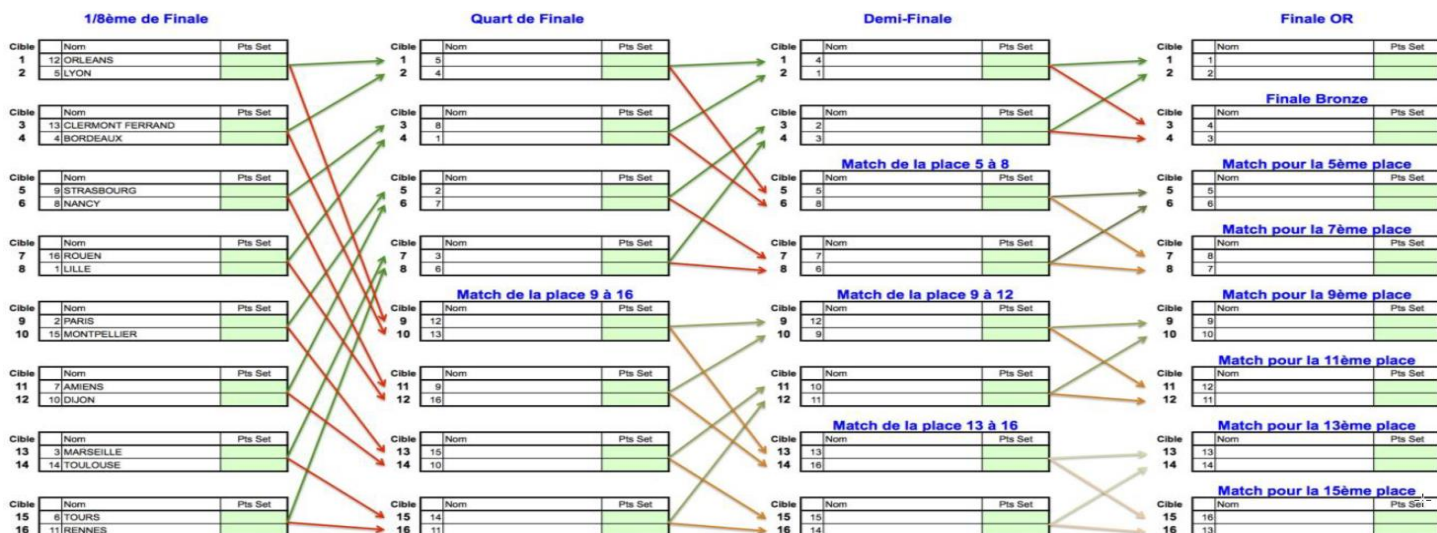 1/8ème de Finale Quart de Finale Demi-Finale Finale OR
Cible Nom Pts Set Cible Nom Pts Set Cible Nom Pts Set Cible Nom Pts Set
1 12 ORLEANS 1 5 1 4 1 1
2 5 LYON 2 4 2 1 2 2
Finale Bronze
Cible Nom Pts Set Cible Nom Pts Set Cible Nom Pts Set Cible Nom Pts Set
3 13 CLERMONT FERRAND 3 8 3 2 3 4
4 4 BORDEAUX 4 1 4 3 4 3
Match de la place 5 à 8 Match pour la 5ème place
Cible Nom Pts Set Cible Nom Pts Set Cible Nom Pts Set Cible Nom Pts Set
5 9 STRASBOURG 5 2 5 5 5 5
6 8 NANCY 6 7 6 8 6 6
Match pour la 7ème place
Cible Nom Pts Set Cible Nom Pts Set Cible Nom Pts Set Cible Nom Pts Set
7 16 ROUEN 7 3 7 7 7 8
8 1 LILLE 8 6 8 6 8 7
Match de la place 9 à 16 Match de la place 9 à 12 Match pour la 9ème place
Cible Nom Pts Set Cible Nom Pts Set Cible Nom Pts Set Cible Nom Pts Set
9 2 PARIS 9 12 9 12 9 9
10 15 MONTPELLIER 10 13 10 9 10 10
Match pour la 11ème place
Cible Nom Pts Set Cible Nom Pts Set Cible Nom Pts Set Cible Nom Pts Set
11 7 AMIENS 11 9 11 10 11 12
12 10 DIJON 12 16 12 11 12 11
Match de la place 13 à 16 Match pour la 13ème place
Cible Nom Pts Set Cible Nom Pts Set Cible Nom Pts Set Cible Nom Pts Set
13 3 MARSEILLE 13 15 13 13 13 13
14 14 TOULOUSE 14 10 14 16 14 14
Match pour la 15ème place
Cible Nom Pts Set Cible Nom Pts Set Cible Nom Pts Set Cible Nom Pts Set
15 6 TOURS 15 14 15 15 15 16
16 11 RENNES 16 11 16 14 16 13